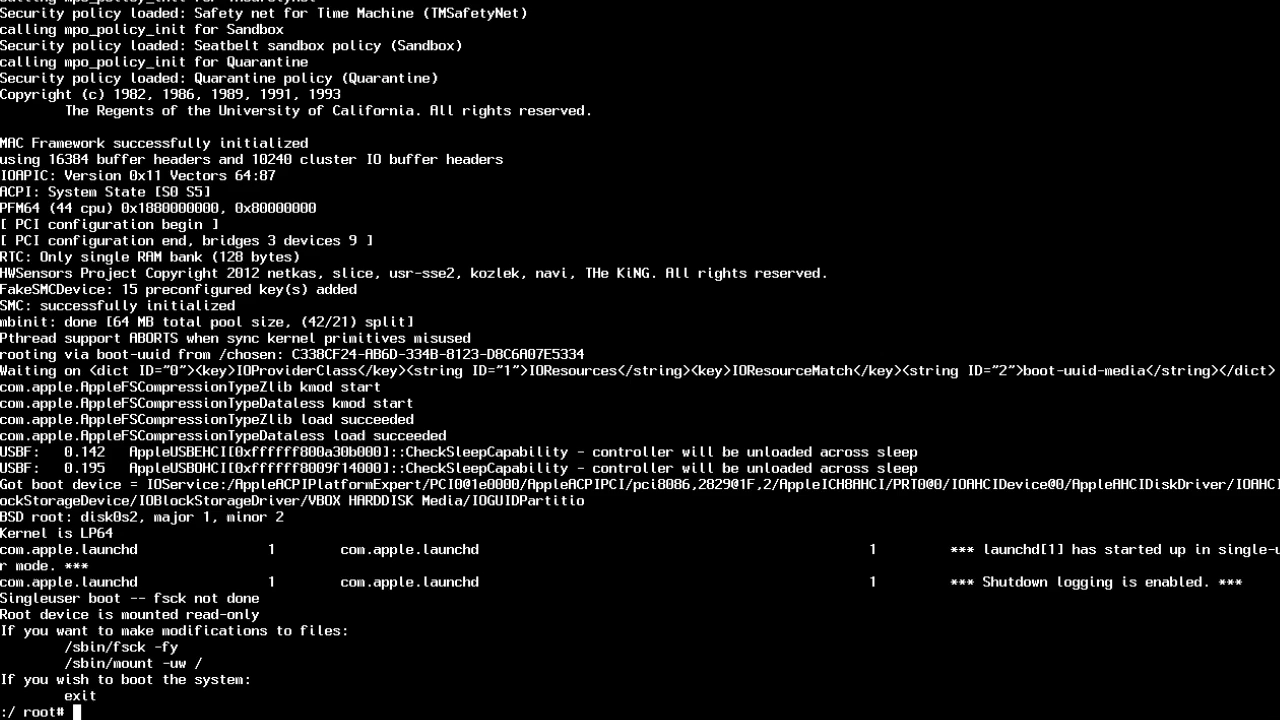 Security policy loaded: Safety net for Time Machine (TMSafetyNet)
calling mpo_policy_init for Sandbox
Security policy loaded: Seatbelt sandbox policy (Sandbox)
calling mpo_policy_init for Quarantine
Security policy loaded: Quarantine policy (Quarantine)
Copyright (c) 1982, 1986, 1989, 1991, 1993
The Regents of the University of California. All rights reserved.
MAC Framework successfully initialized
using 16384 buffer headers and 10240 cluster IO buffer headers
IOAPIC: Version 0x11 Vectors 64:87
ACPI: System State [S0 S5]
PFM64 (44 cpu) 0x1880000000, 0x80000000
[ PCI configuration begin ]
[ PCI configuration end, bridges 3 devices 9 ]
RTC: Only single RAM bank (128 bytes)
HWSensors Project Copyright 2012 netkas, slice, usr-sse2, kozlek, navi, THe KiNG. All rights reserved.
FakeSMCDevice: 15 preconfigured key(s) added
SMC: successfully initialized
mbinit: done [64 MB total pool size, (42/21) split]
Pthread support ABORTS when sync kernel primitives misused
rooting via boot-uuid from /chosen: C338CF24-AB6D-334B-8123-D8C6A07E5334
Waiting on <dict ID="0"><key>IOProviderClass</key><string ID="1">IOResources</string><key>IOResourceMatch</key><string ID="2">boot-uuid-media</string></dict>
com.apple.AppleFSCompressionTypeZlib kmod start
com.apple.AppleFSCompressionTypeDataless kmod start
com.apple.AppleFSCompressionTypeZlib load succeeded
com.apple.AppleFSCompressionTypeDataless load succeeded
USBF: 0.142 AppleUSBEHCI[0xffffff800a30b000]::CheckSleepCapability - controller will be unloaded across sleep
USBF: 0.195 AppleUSBOHCI[0xffffff8009f14000]::CheckSleepCapability - controller will be unloaded across sleep
Got boot device = IOService:/AppleACPIPlatformExpert/PCI0@1e0000/AppleACPIPCI/pci8086,2829@1F,2/AppleICH8AHCI/PRT0@0/IOAHCIDevice@0/AppleAHCIDiskDriver/IOAHCI
ockStorageDevice/IOBlockStorageDriver/VBOX HARDDISK Media/IOGUIDPartitio
BSD root: disk0s2, major 1, minor 2
Kernel is LP64
com.apple.launchd 1 com.apple.launchd 1 *** launchd[1] has started up in single-u
r mode. ***
com.apple.launchd 1 com.apple.launchd 1 *** Shutdown logging is enabled. ***
Singleuser boot -- fsck not done
Root device is mounted read-only
If you want to make modifications to files:
/sbin/fsck -fy
/sbin/mount -uw /
If you wish to boot the system:
exit
:/ root#